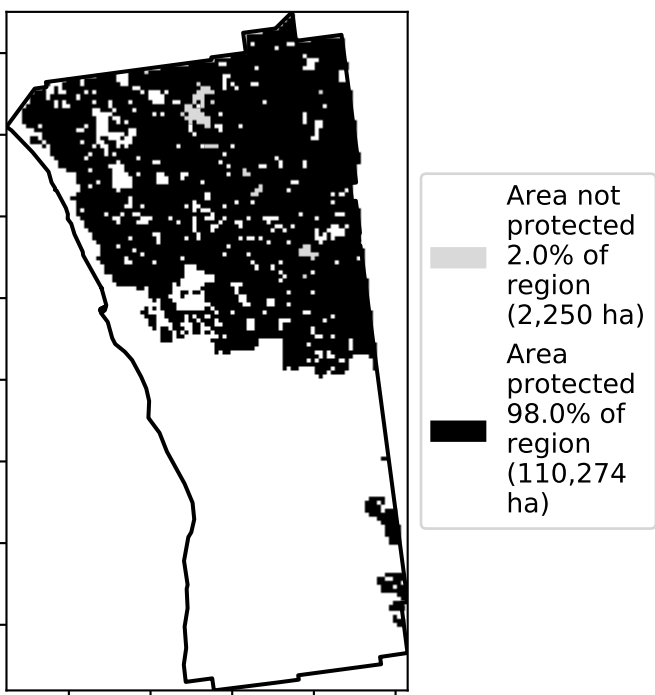 Area not
protected
2.0% of
region
(2,250 ha)
Area
protected
98.0% of
region
(110,274
ha)